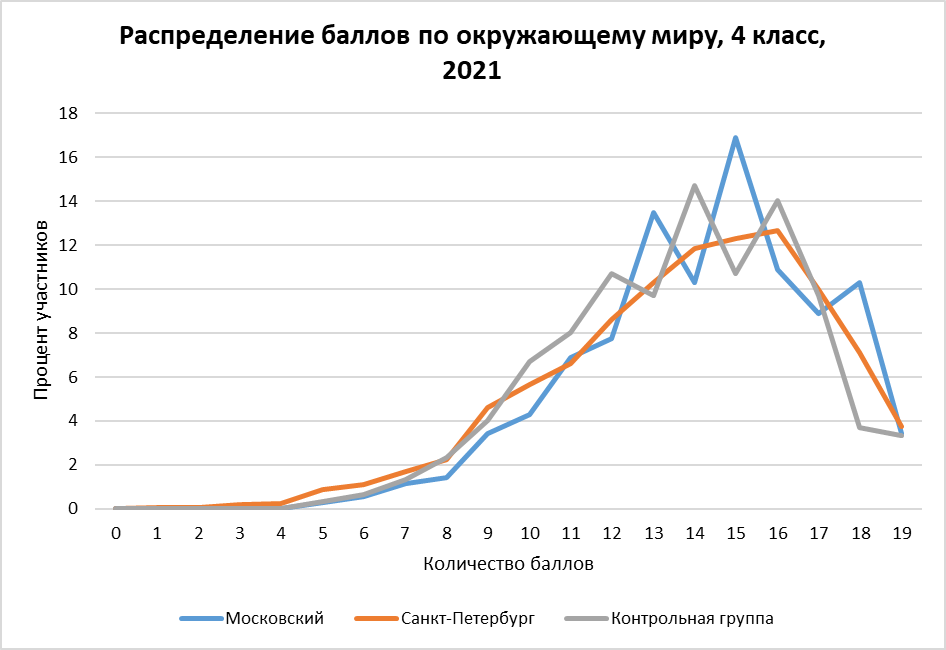 Распределение баллов по окружающему миру, 4 класс,
2021
Процент участников
18
16
14
12
10
8
6
4
2
0
0 1 2 3 4 5 6 7 8 9 10 11 12 13 14 15 16 17 18 19
Количество баллов
Московский Санкт-Петербург Контрольная группа